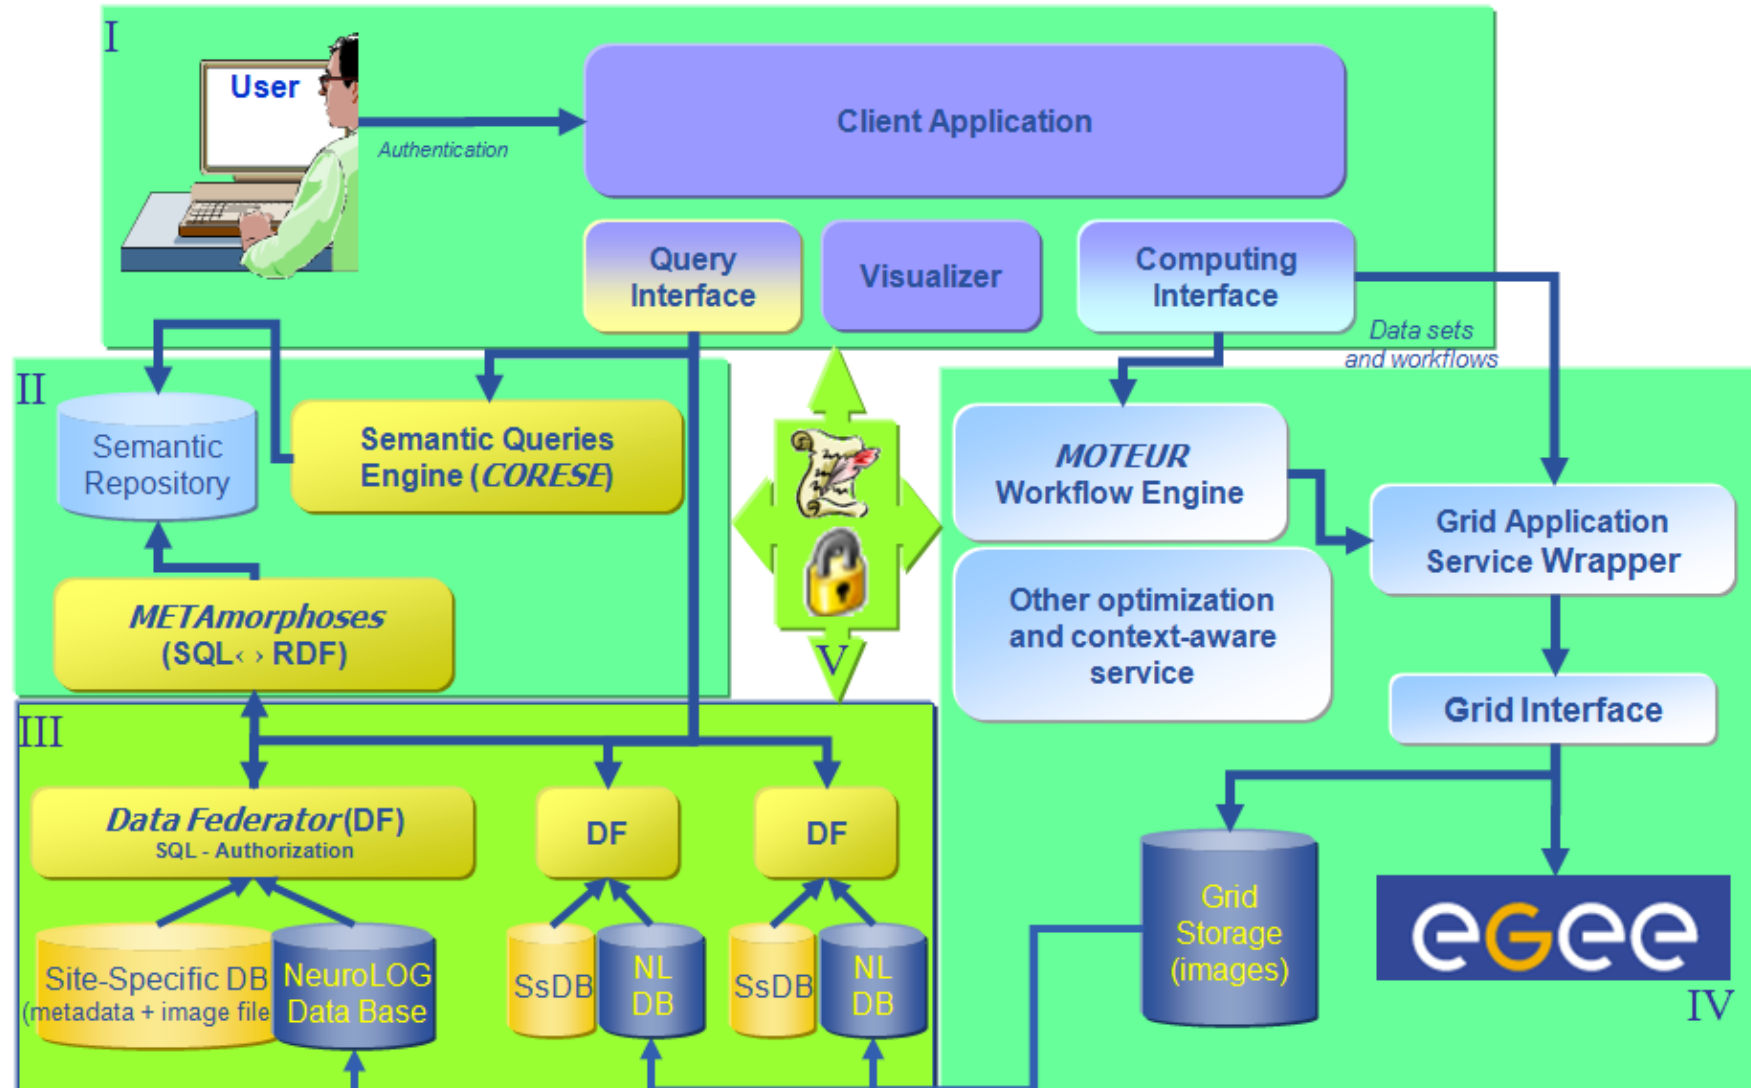 I
User
Authentication
Client Application
Query
Interface
Visualizer
Computing
Interface
Data sets
and workflows
II
Semantic
Repository
Semantic Queries
Engine (CORESE)
METAmorphoses
(SQL‹ › RDF)
V
MOTEUR
Workflow Engine
Grid Application
Service Wrapper
Other optimization
and context-aware
service
Grid Interface
III
Data Federator (DF)
SQL - Authorization
DF
DF
Site-Specific DB
(metadata + image file
NeuroLOG
Data Base
SsDB
NL
DB
SsDB
NL
DB
Grid
Storage
(images)
eGee
IV